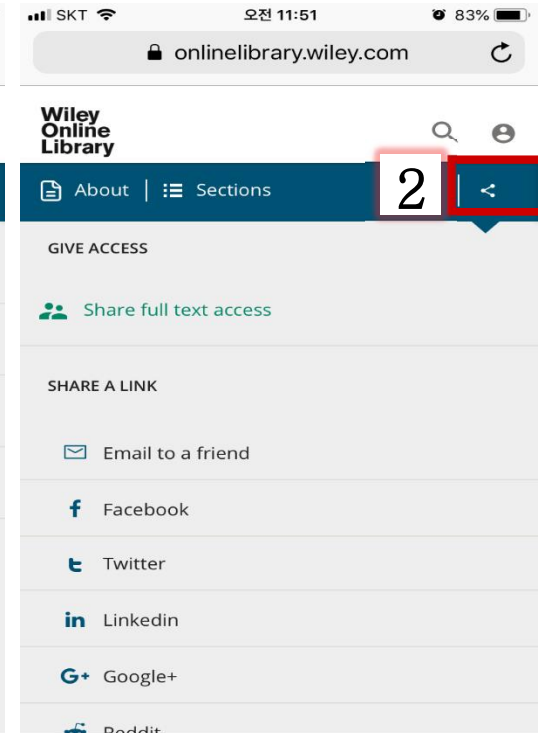 SKT 오전 11:51 83%
onlinelibrary.wiley.com
Wiley
Online
Library
About | Sections
2
GIVE ACCESS
Share full text access
SHARE A LINK
Email to a friend
Facebook
Twitter
Linkedin
Google+
Reddit